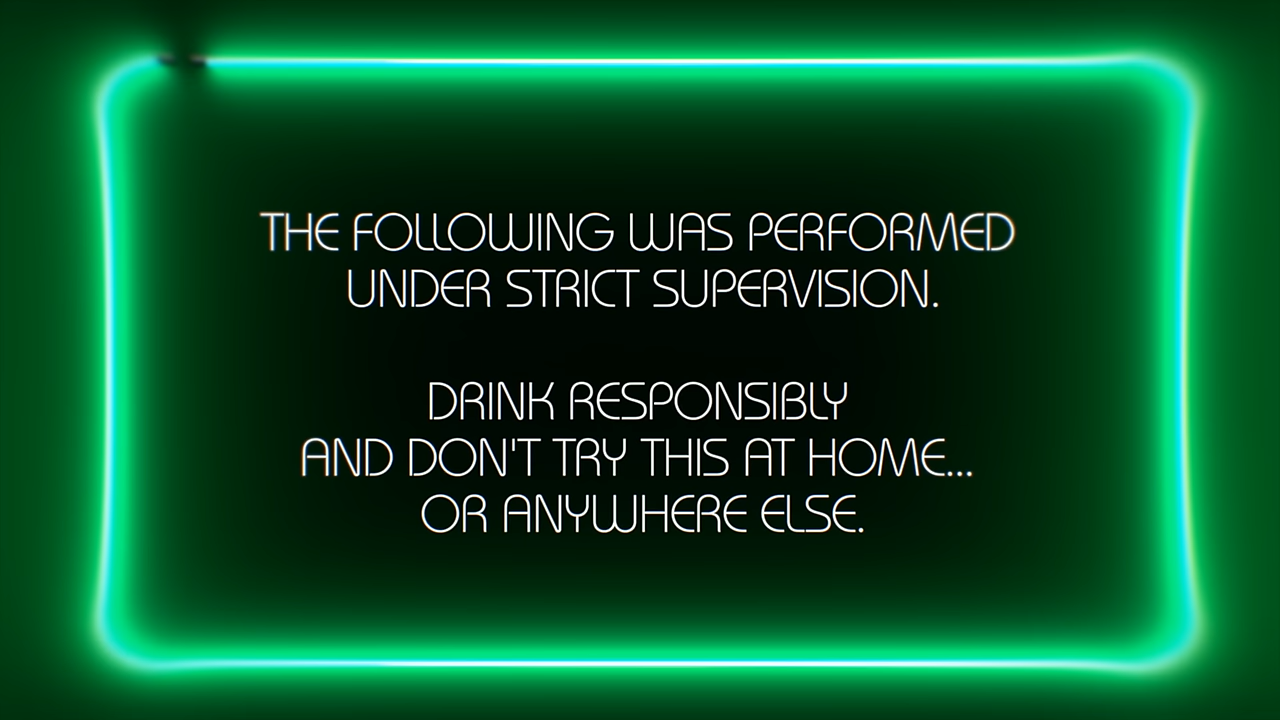 THE FOLLOWING WAS PERFORMED
UNDER STRICT SUPERVISION.
DRINK RESPONSIBLY
AND DON'T TRY THIS AT HOME...
OR ANYWHERE ELSE.